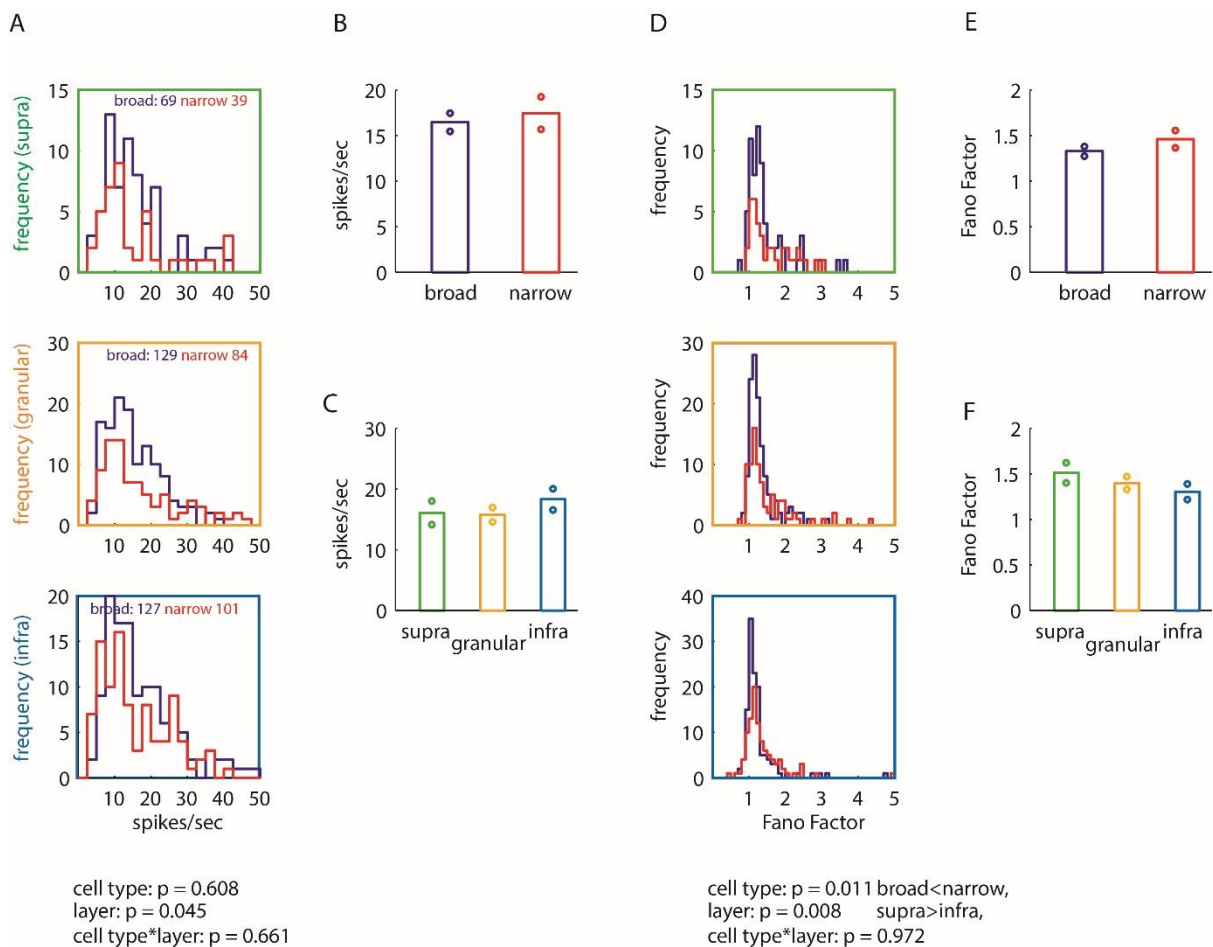 A
B
D
E
frequency (supra)
15
10
5
0
broad: 69 narrow 39
10 20 30 40 50
spikes/sec
20
15
10
5
0
broad narrow
frequency
15
10
5
0
1 2 3 4 5
Fano Factor
2
1.5
1
0.5
0
broad narrow
frequency (granular)
30
20
10
0
broad: 129 narrow 84
10 20 30 40 50
C
spikes/sec
30
20
10
0
supra granular infra
frequency
30
20
10
0
1 2 3 4 5
F
Fano Factor
2
1.5
1
0.5
0
supra granular infra
frequency (infra)
20
15
10
5
0
broad: 127 narrow 101
10 20 30 40 50
spikes/sec
frequency
40
30
20
10
0
1 2 3 4 5
Fano Factor
cell type: p = 0.608
layer: p = 0.045
cell type*layer: p = 0.661
cell type: p = 0.011 broad<narrow,
layer: p = 0.008 supra>infra,
cell type*layer: p = 0.972